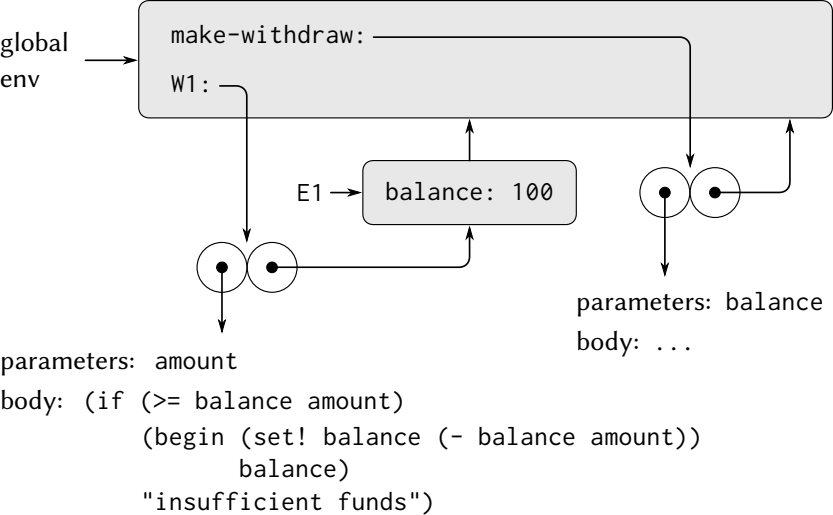 global
env
make-withdraw:
W1:
E1
balance: 100
parameters: balance
body: ...
parameters: amount
body: (if (>= balance amount)
(begin (set! balance (- balance amount))
balance)
"insufficient funds")